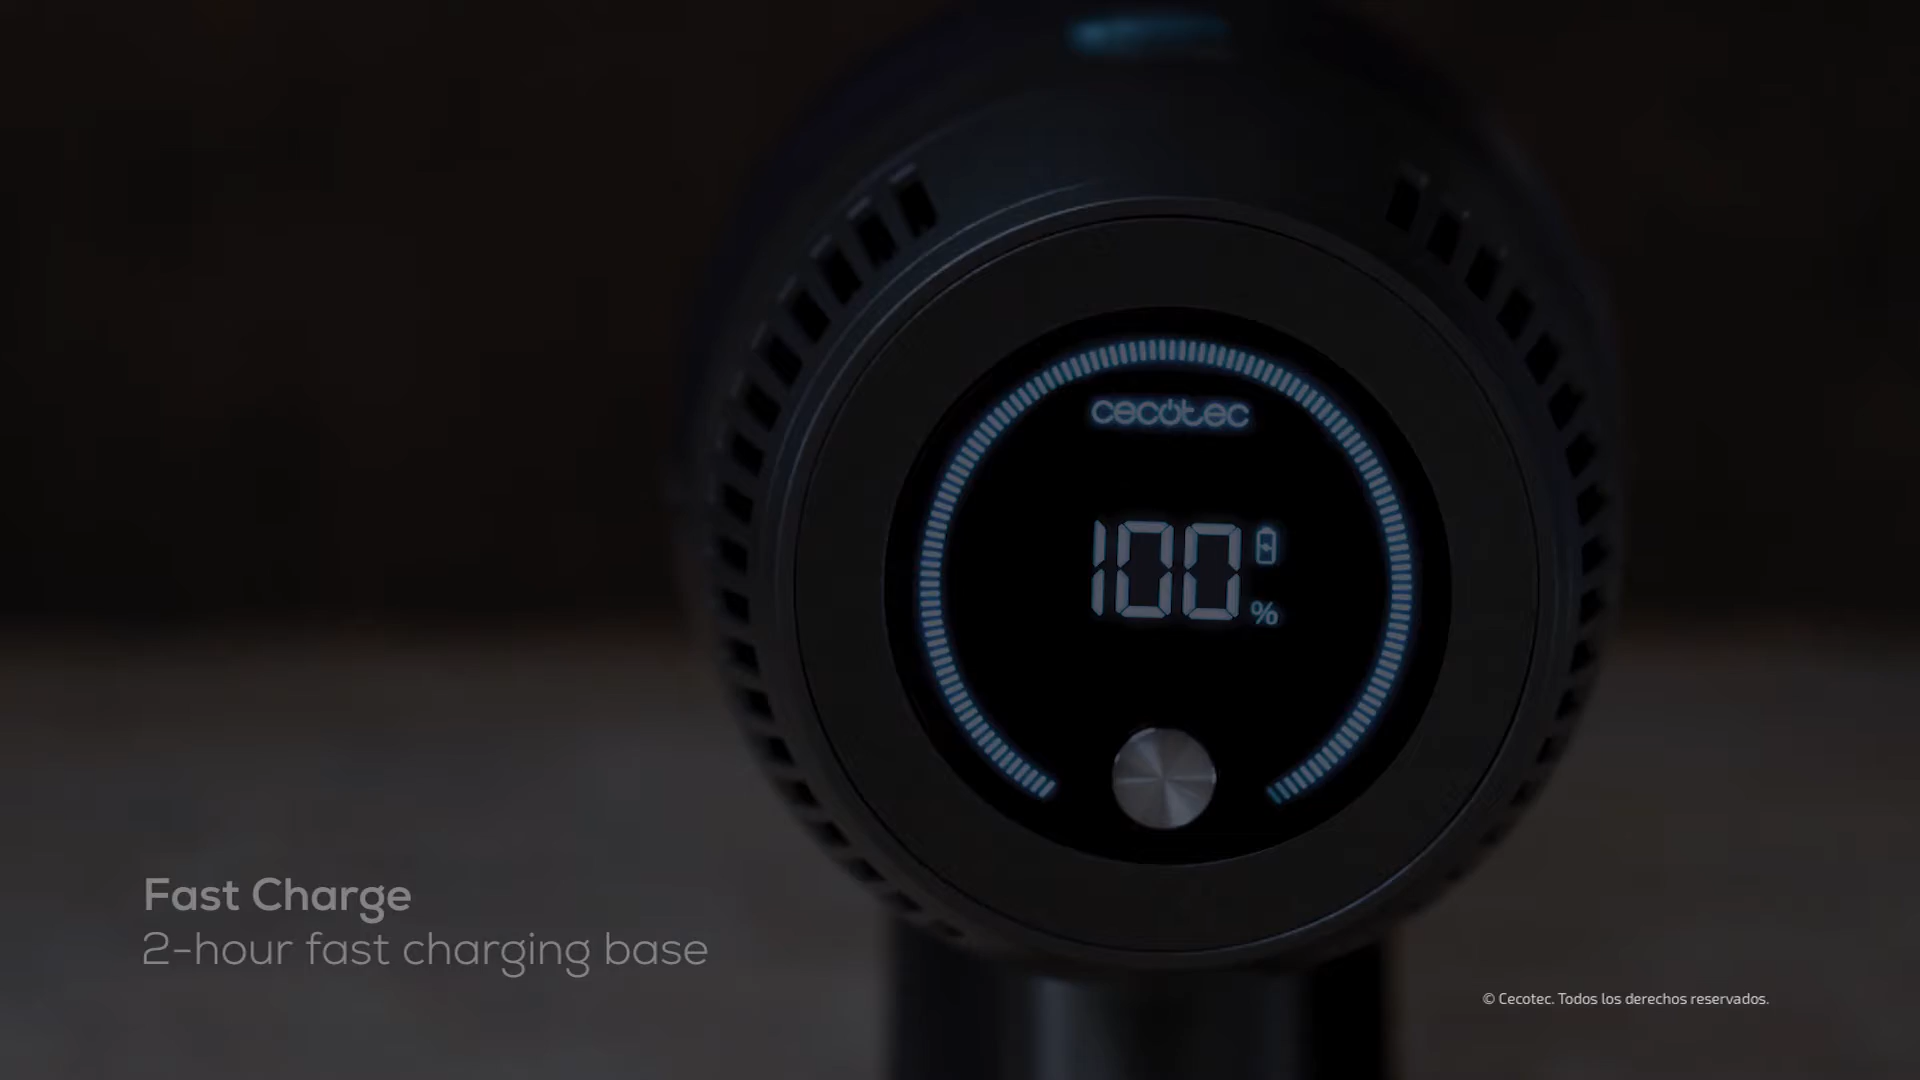 cecotec
100
%
Fast Charge
2-hour fast charging base
© Cecotec. Todos los derechos reservados.